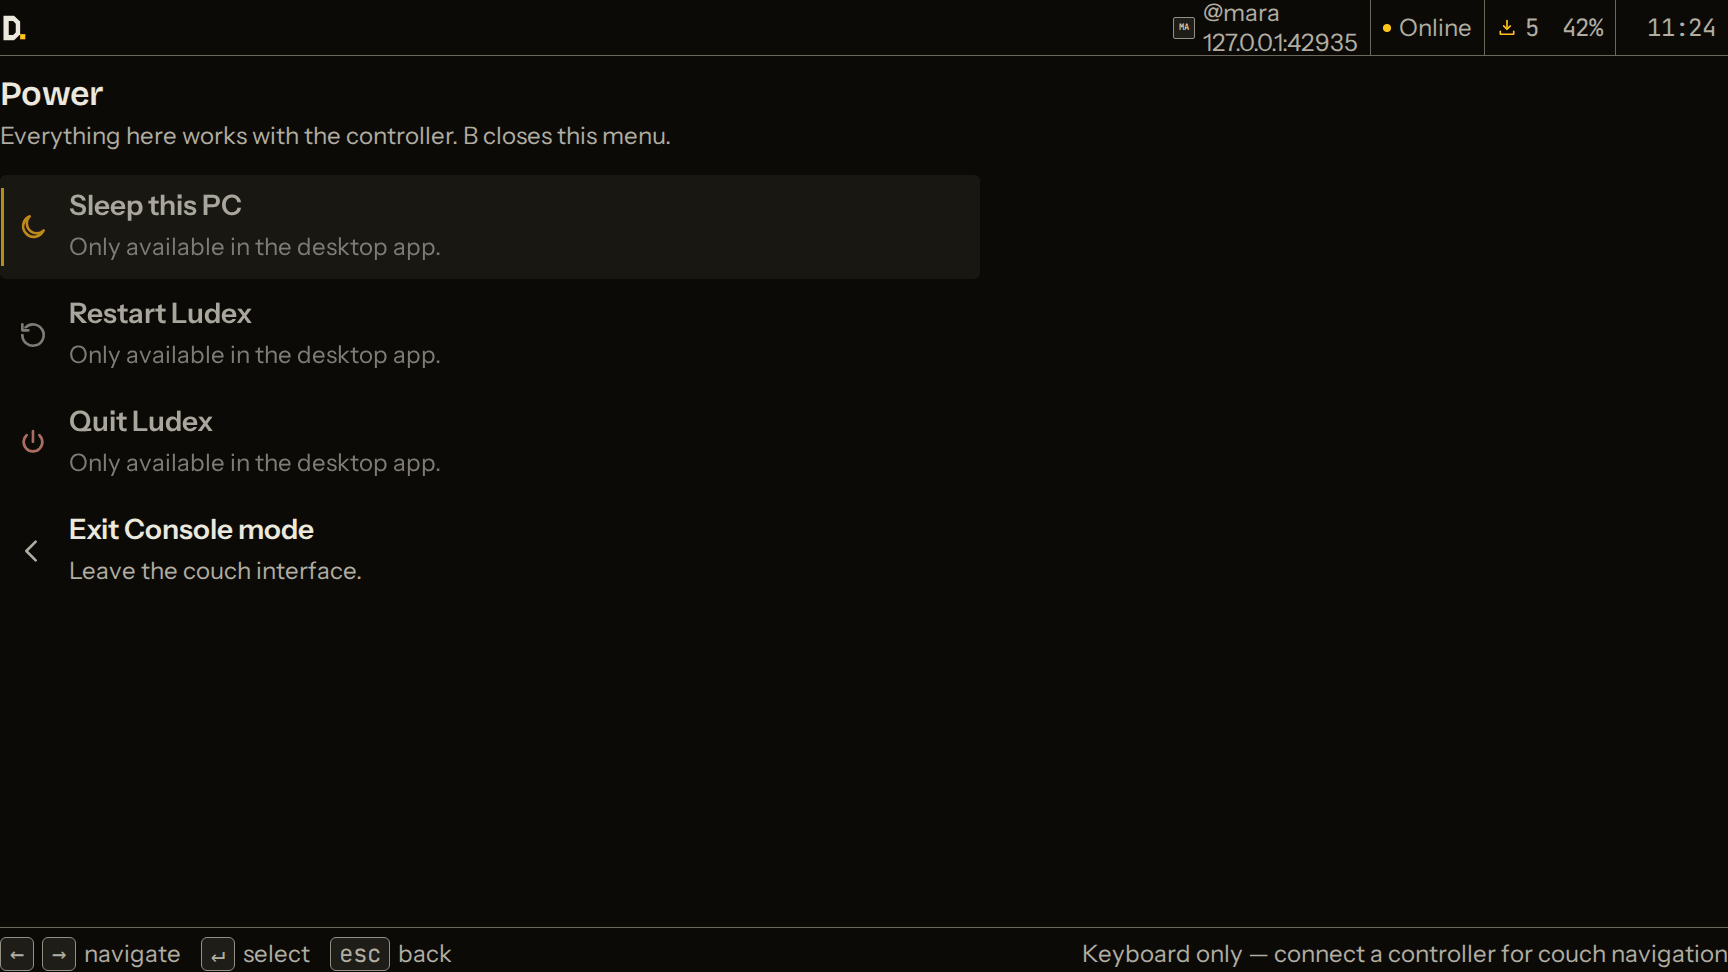 D.
MA
@mara
127.0.0.1:42935
Online
5
42%
11:24
Power
Everything here works with the controller. B closes this menu.
Sleep this PC
Only available in the desktop app.
Restart Ludex
Only available in the desktop app.
Quit Ludex
Only available in the desktop app.
Exit Console mode
Leave the couch interface.
← → navigate ↵ select esc back
Keyboard only — connect a controller for couch navigation